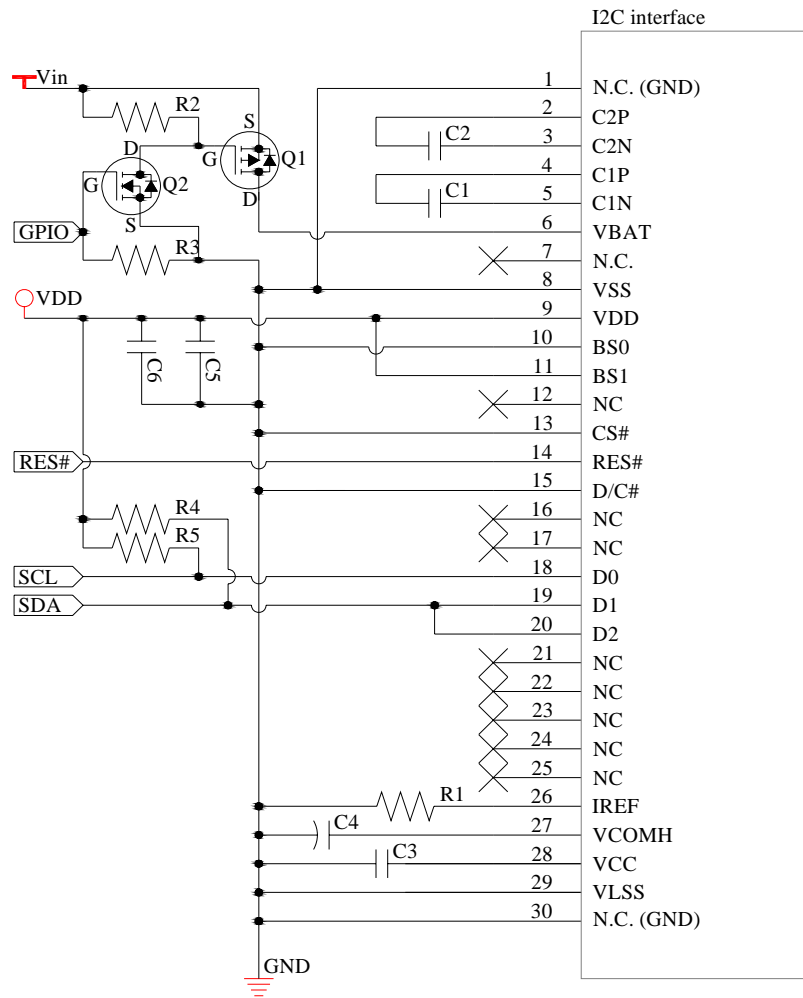 I2C interface
Vin
1 N.C. (GND)
R2
2 C2P
S
D
C2
3 C2N
G
Q1
G
Q2
4 C1P
D
C1
5 C1N
S
GPIO
6 VBAT
R3
7 N.C.
8 VSS
VDD
9 VDD
10 BS0
C6
C5
11 BS1
12 NC
13 CS#
RES#
14 RES#
15 D/C#
R4
16 NC
R5
17 NC
SCL
18 D0
SDA
19 D1
20 D2
21 NC
22 NC
23 NC
24 NC
25 NC
R1
26 IREF
C4
27 VCOMH
C3
28 VCC
29 VLSS
30 N.C. (GND)
GND